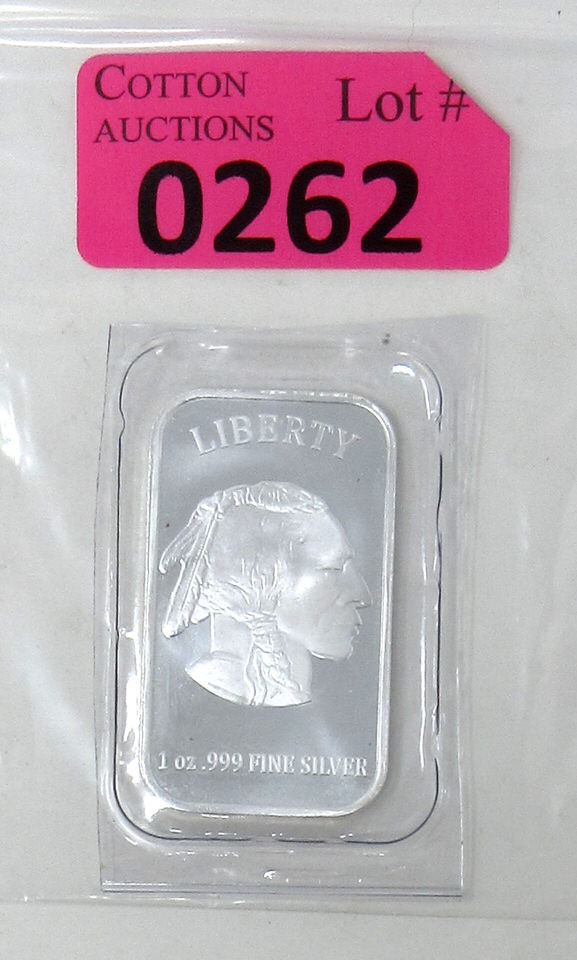 COTTON
AUCTIONS
Lot #
0262
LIBERTY
1 oz .999 FINE SILVER